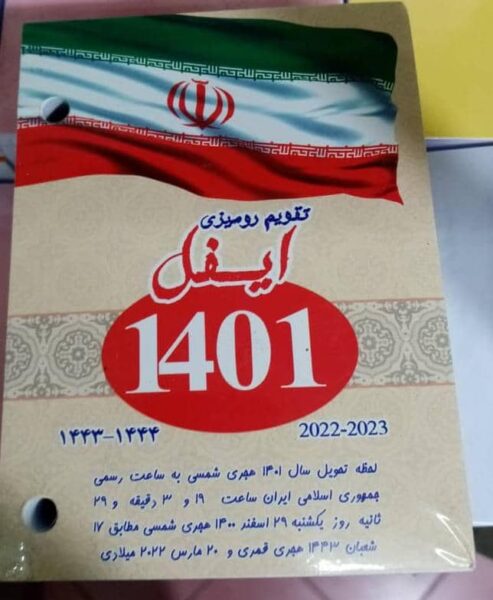 تقویم رومیزی
ایفل
1401
۱۴۴۳-۱۴۴۴
2022-2023
لحظه تحویل سال ۱۴۰۱ هجری شمسی به ساعت رسمی
جمهوری اسلامی ایران ساعت ۱۹ و ۳ دقیقه و ۲۹
ثانیه روز یکشنبه ۲۹ اسفند ۱۴۰۰ هجری شمسی مطابق ۱۷
شعبان ۱۴۴۳ هجری قمری و ۲۰ مارس ۲۰۲۲ میلادی